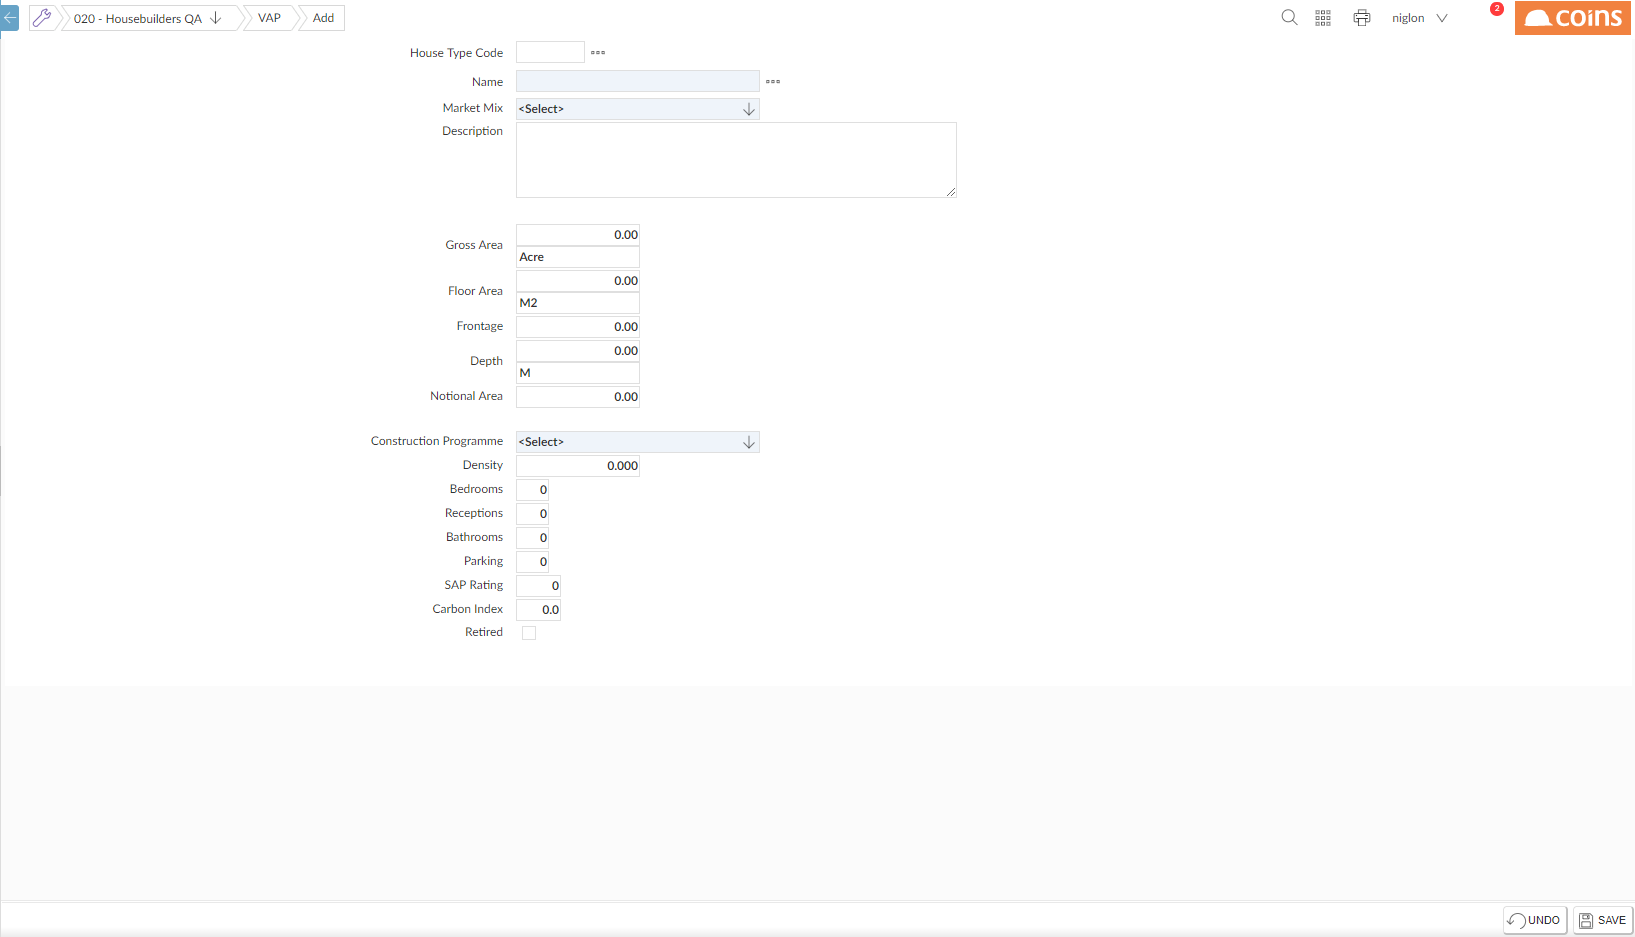 020 - Housebuilders QA
VAP
Add
niglon
2
coins
House Type Code
Name
Market Mix <Select>
Description
Gross Area 0.00
Acre
Floor Area 0.00
M2
Frontage 0.00
Depth 0.00
M
Notional Area 0.00
Construction Programme <Select>
Density 0.000
Bedrooms 0
Receptions 0
Bathrooms 0
Parking 0
SAP Rating 0
Carbon Index 0.0
Retired
UNDO
SAVE